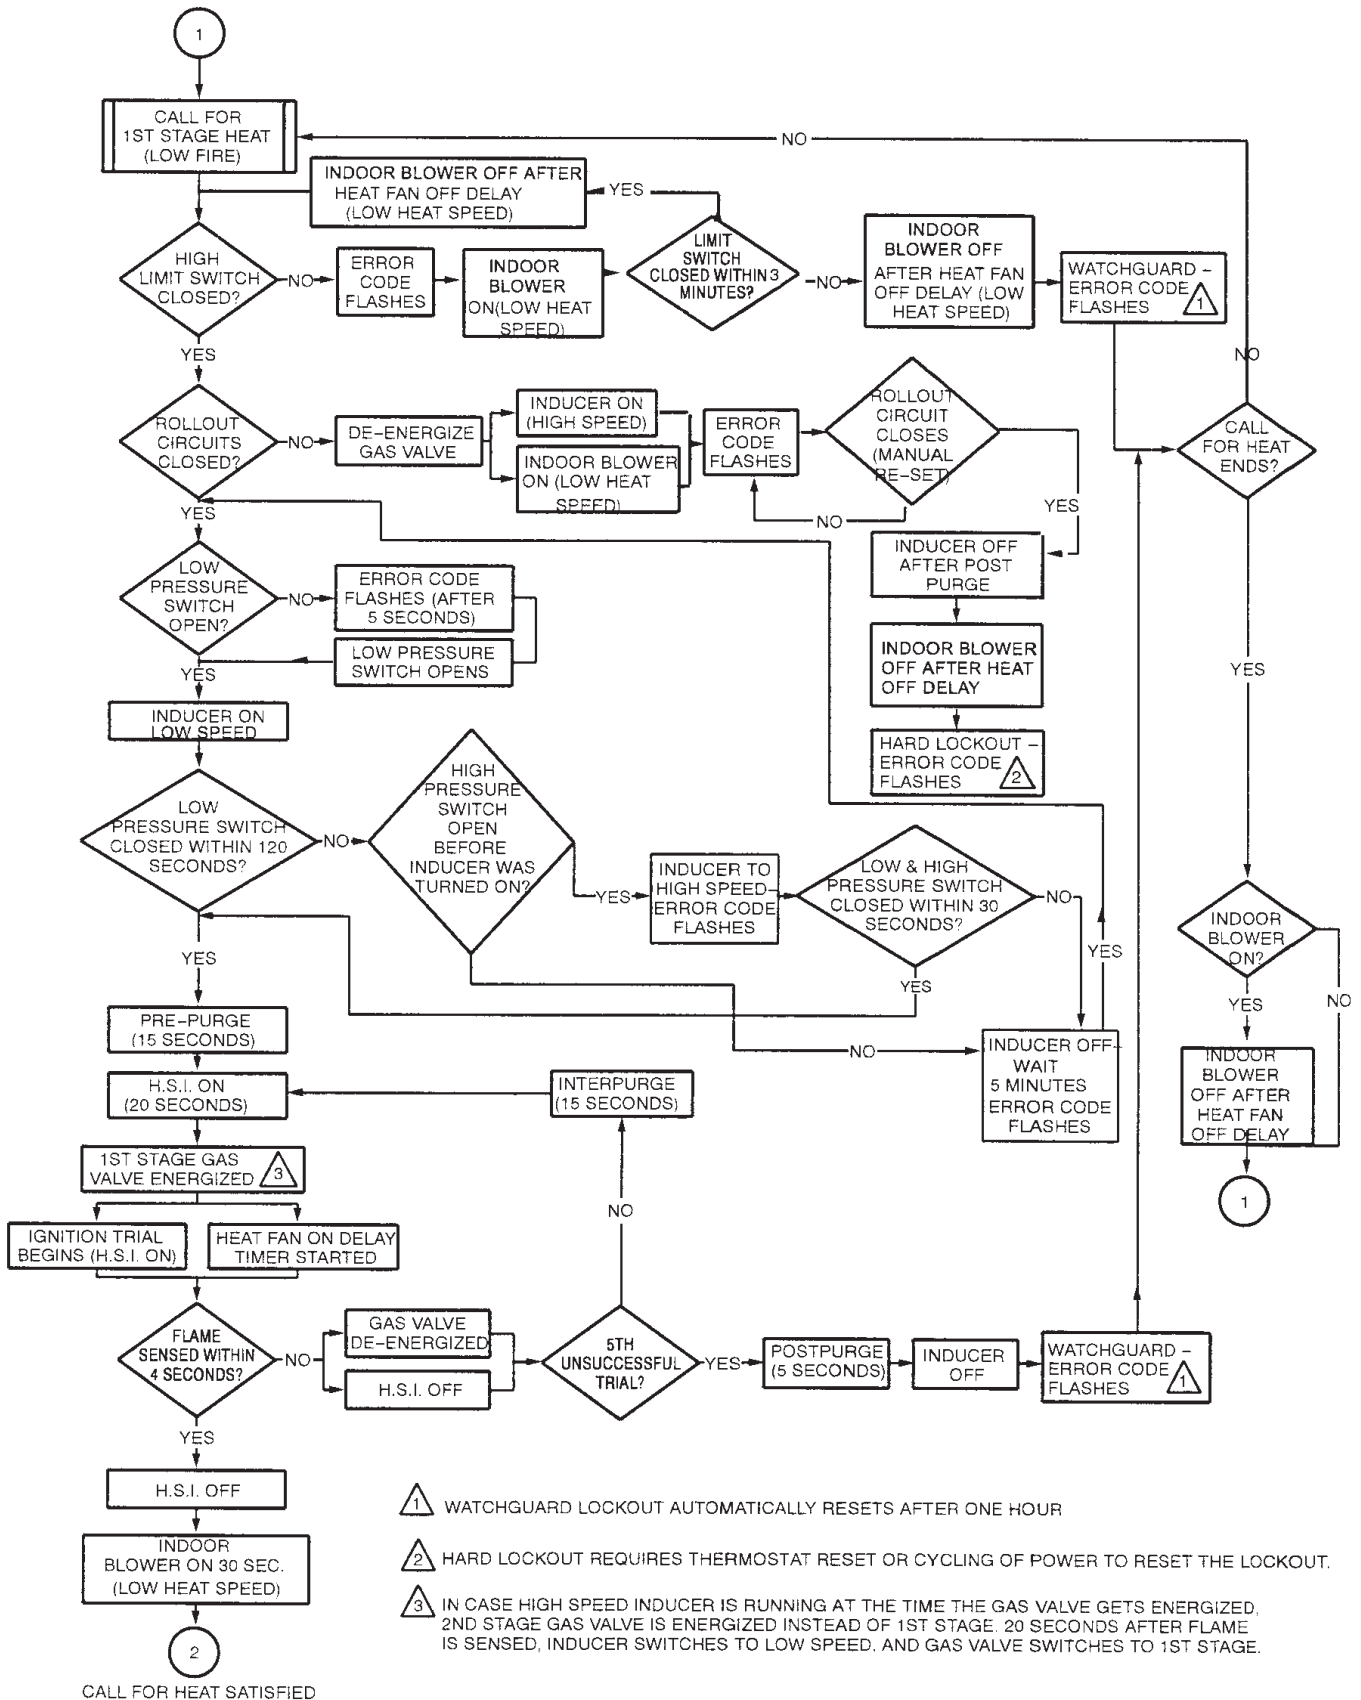 1
CALL FOR
1ST STAGE HEAT
(LOW FIRE)
NO
INDOOR BLOWER OFF AFTER
HEAT FAN OFF DELAY
(LOW HEAT SPEED)
YES
HIGH
LIMIT SWITCH
CLOSED?
NO
ERROR
CODE
FLASHES
INDOOR
BLOWER
ON(LOW HEAT
SPEED)
LIMIT
SWITCH
CLOSED WITHIN 3
MINUTES?
NO
INDOOR
BLOWER OFF
AFTER HEAT FAN
OFF DELAY (LOW
HEAT SPEED)
WATCHGUARD –
ERROR CODE
FLASHES
1
NO
YES
ROLLOUT
CIRCUITS
CLOSED?
NO
DE–ENERGIZE
GAS VALVE
INDUCER ON
(HIGH SPEED)
INDOOR BLOWER
ON (LOW HEAT
SPEED)
ERROR
CODE
FLASHES
ROLLOUT
CIRCUIT
CLOSES
(MANUAL
RE–SET)
NO
YES
CALL
FOR HEAT
ENDS?
YES
INDUCER OFF
AFTER POST
PURGE
INDOOR BLOWER
OFF AFTER HEAT
OFF DELAY
HARD LOCKOUT –
ERROR CODE
FLASHES
2
YES
LOW
PRESSURE
SWITCH
OPEN?
NO
ERROR CODE
FLASHES (AFTER
5 SECONDS)
LOW PRESSURE
SWITCH OPENS
YES
INDUCER ON
LOW SPEED
LOW
PRESSURE SWITCH
CLOSED WITHIN 120
SECONDS?
NO
HIGH
PRESSURE
SWITCH
OPEN
BEFORE
INDUCER WAS
TURNED ON?
YES
INDUCER TO
HIGH SPEED–
ERROR CODE
FLASHES
LOW & HIGH
PRESSURE SWITCH
CLOSED WITHIN 30
SECONDS?
NO
YES
YES
NO
INDUCER OFF–
WAIT
5 MINUTES
ERROR CODE
FLASHES
INDOOR
BLOWER
ON?
YES
NO
INDOOR
BLOWER
OFF AFTER
HEAT FAN
OFF DELAY
1
YES
PRE–PURGE
(15 SECONDS)
H.S.I. ON
(20 SECONDS)
INTERPURGE
(15 SECONDS)
1ST STAGE GAS
VALVE ENERGIZED
3
IGNITION TRIAL
BEGINS (H.S.I. ON)
HEAT FAN ON DELAY
TIMER STARTED
NO
FLAME
SENSED WITHIN
4 SECONDS?
NO
GAS VALVE
DE–ENERGIZED
H.S.I. OFF
5TH
UNSUCCESSFUL
TRIAL?
YES
POSTPURGE
(5 SECONDS)
INDUCER
OFF
WATCHGUARD –
ERROR CODE
FLASHES
1
YES
H.S.I. OFF
INDOOR
BLOWER ON 30 SEC.
(LOW HEAT SPEED)
2
CALL FOR HEAT SATISFIED
1 WATCHGUARD LOCKOUT AUTOMATICALLY RESETS AFTER ONE HOUR
2 HARD LOCKOUT REQUIRES THERMOSTAT RESET OR CYCLING OF POWER TO RESET THE LOCKOUT.
3 IN CASE HIGH SPEED INDUCER IS RUNNING AT THE TIME THE GAS VALVE GETS ENERGIZED,
2ND STAGE GAS VALVE IS ENERGIZED INSTEAD OF 1ST STAGE. 20 SECONDS AFTER FLAME
IS SENSED, INDUCER SWITCHES TO LOW SPEED. AND GAS VALVE SWITCHES TO 1ST STAGE.